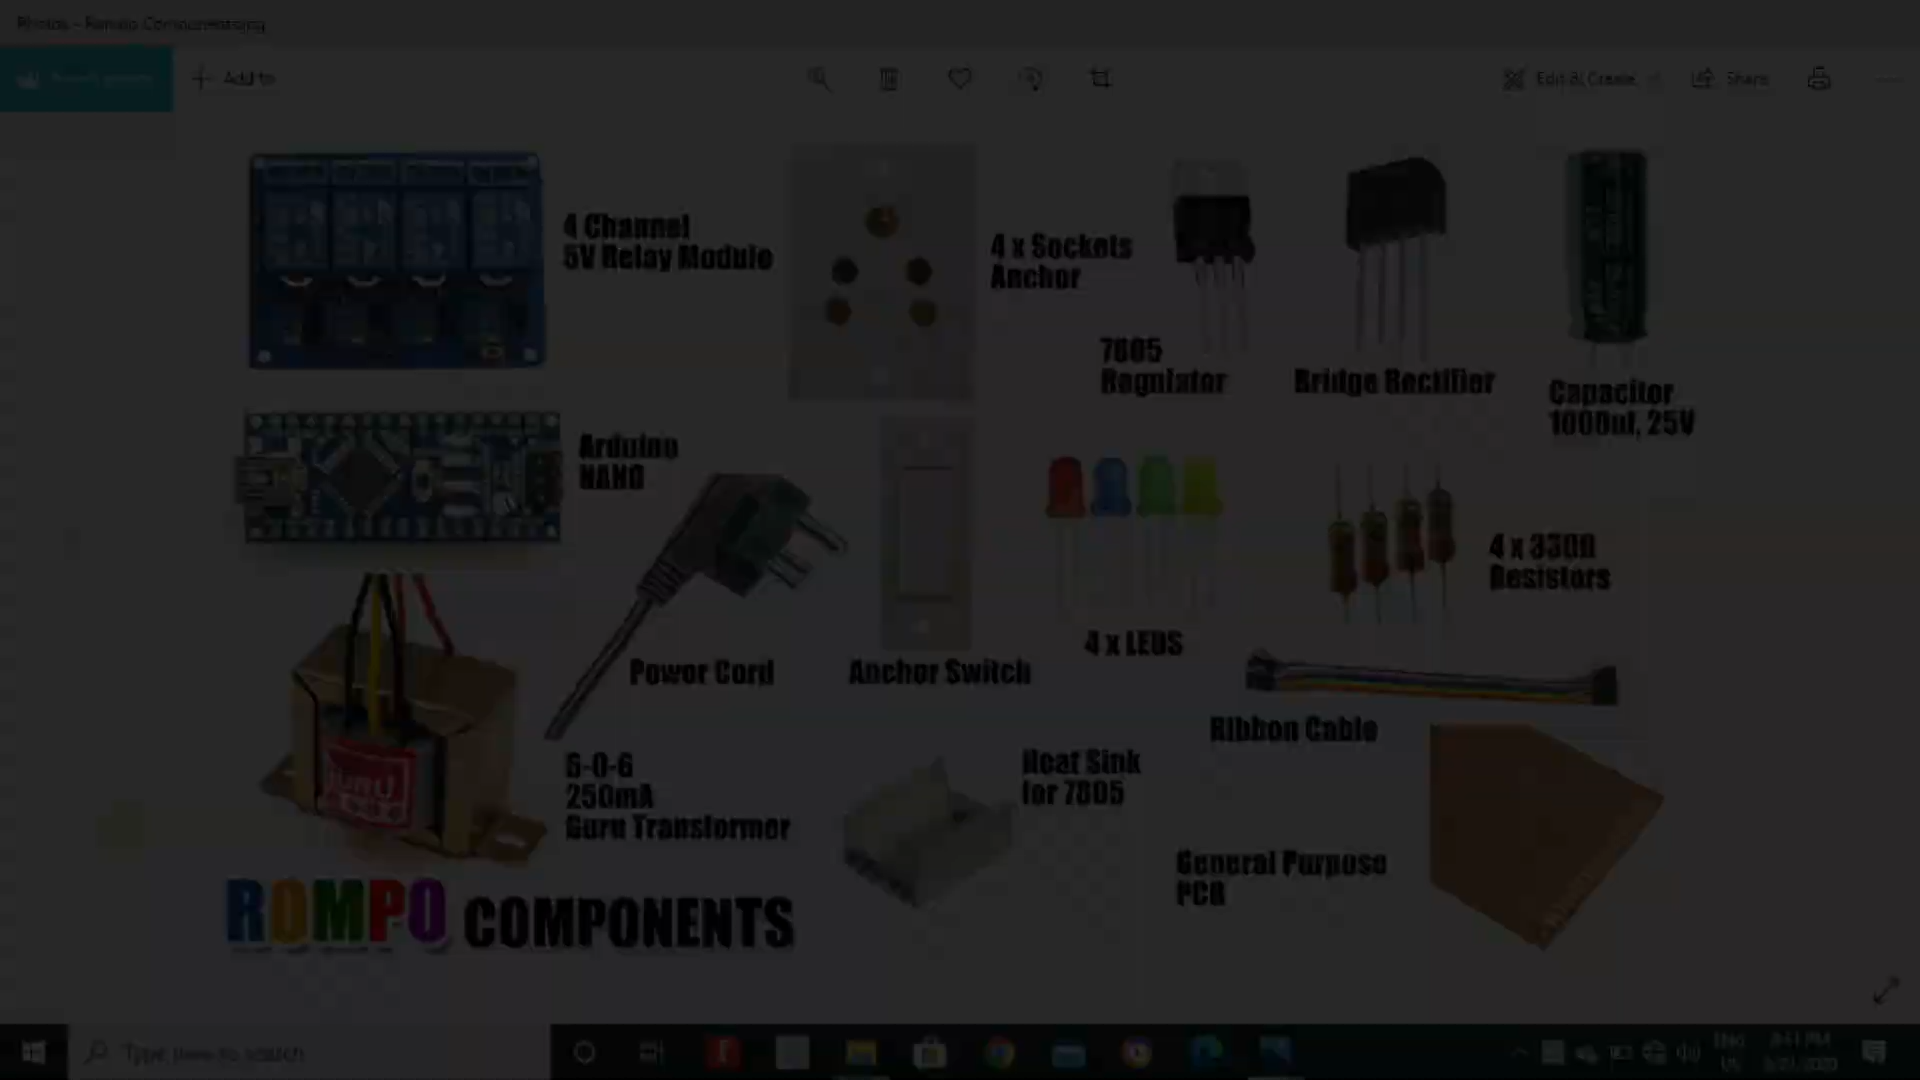 Add to
Edit & Create
Share
4 Channel
5V Relay Module
4 x Sockets
Anchor
7805
Regulator
Bridge Rectifier
Capacitor
1000uf, 25V
Arduino
NANO
Power Cord
Anchor Switch
4 x LEDS
4 x 330Ω
Resistors
Ribbon Cable
6-0-6
250mA
Guru Transformer
Heat Sink
for 7805
General Purpose
PCB
ROMPO COMPONENTS
Type here to search